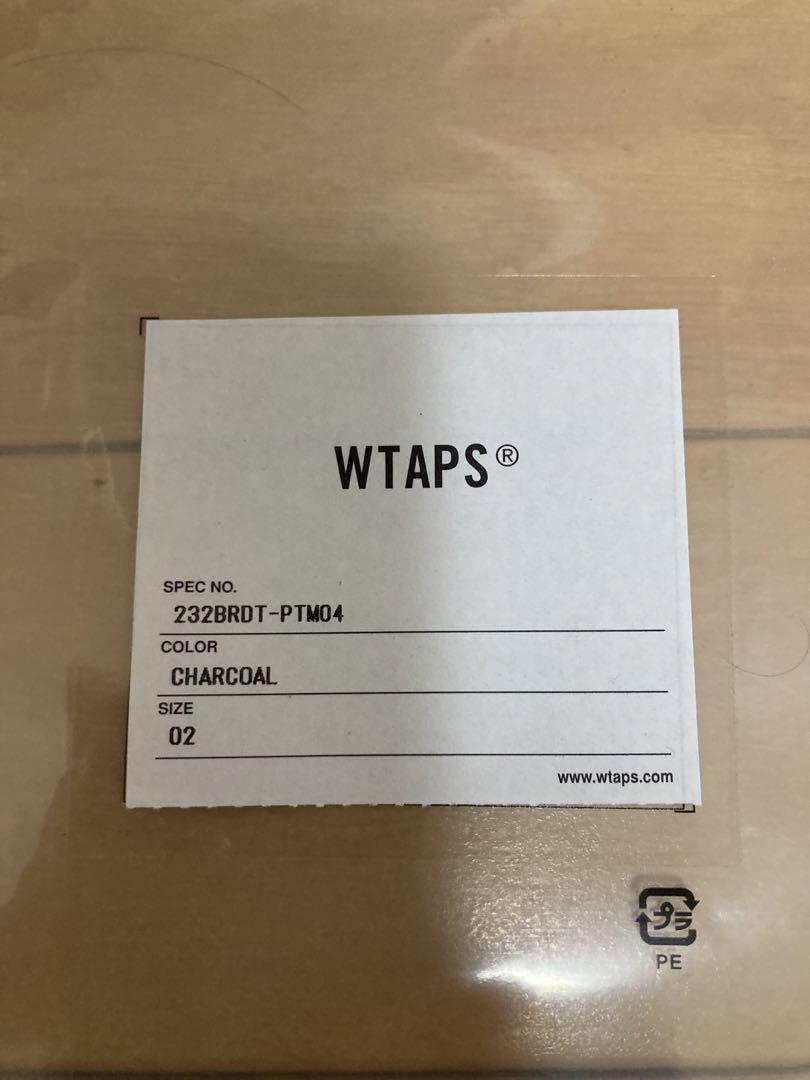 WTAPS®
SPEC NO.
232BRDT-PTM04
COLOR
CHARCOAL
SIZE
02
www.wtaps.com
プラ
PE